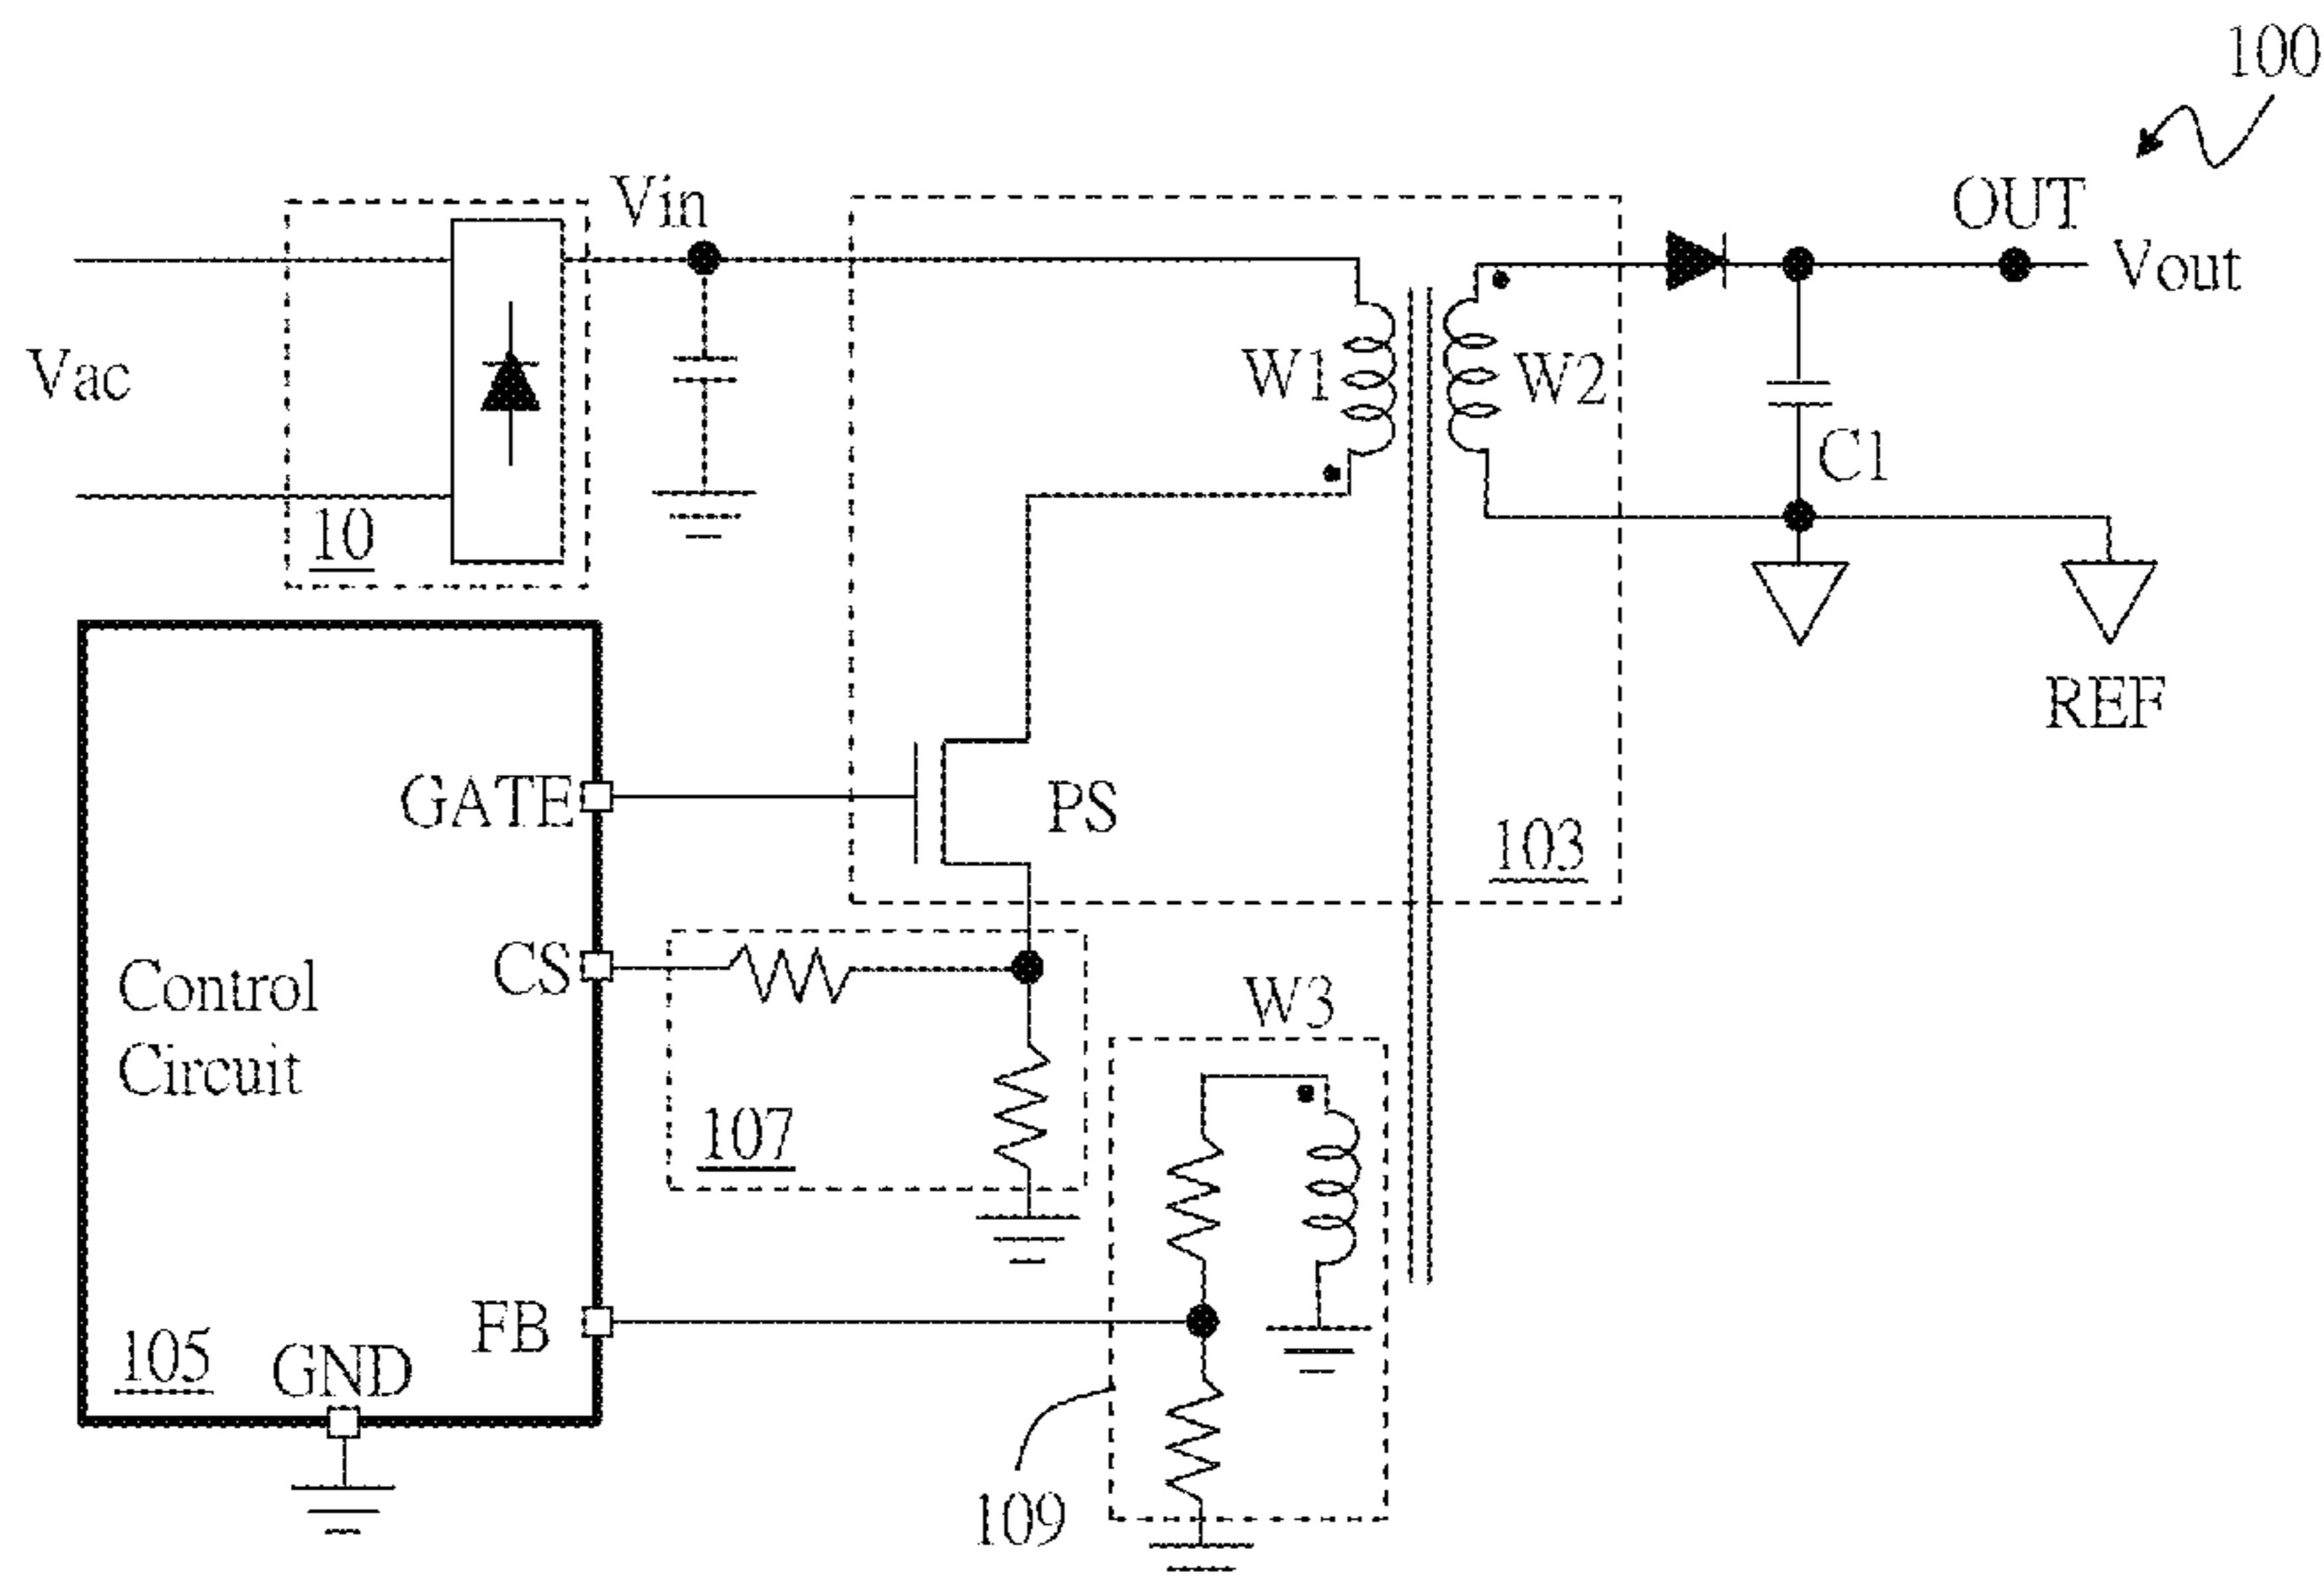 100
Vin
OUT
Vout
Vac
W1
W2
C1
10
REF
GATE
PS
103
CS
Control
Circuit
W3
107
FB
105
GND
109